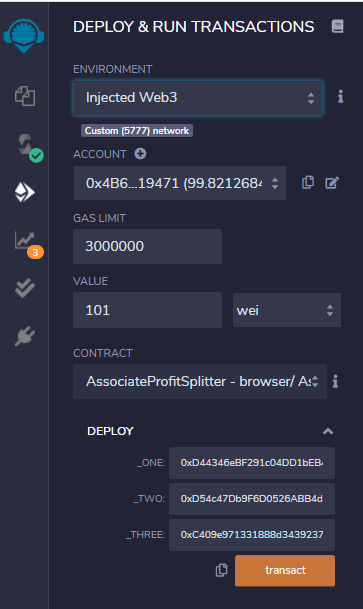 DEPLOY & RUN TRANSACTIONS
ENVIRONMENT
Injected Web3
Custom (5777) network
ACCOUNT
0x4B6...19471 (99.8212684
GAS LIMIT
3000000
VALUE
101 wei
CONTRACT
AssociateProfitSplitter - browser/ As
3
DEPLOY
_ONE: 0xD44346eBF291c04DD1bEB4
_TWO: 0xD54c47Db9F6D0526ABB4d
_THREE: 0xC409e971331888d3439237
transact